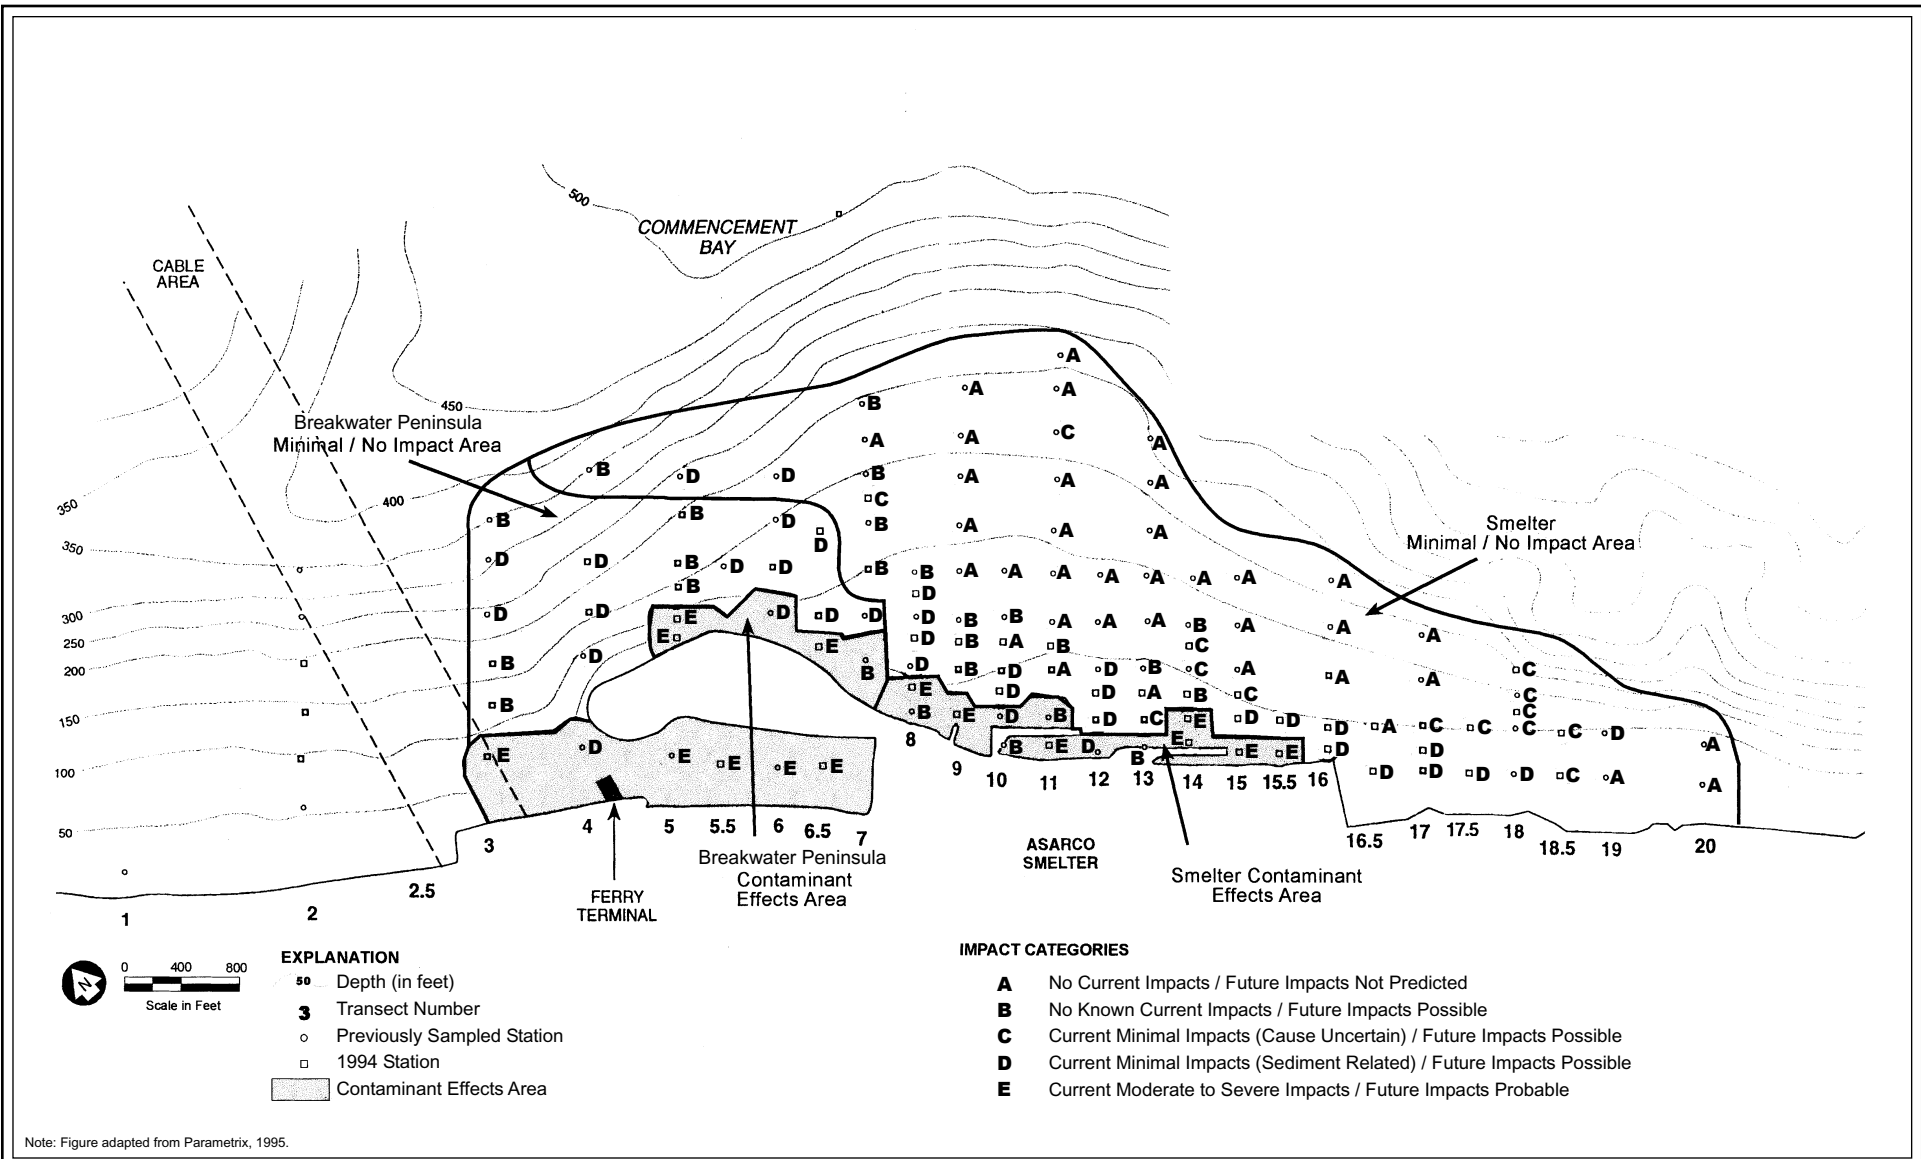 500
COMMENCEMENT
BAY
CABLE
AREA
450
Breakwater Peninsula
Minimal / No Impact Area
400
350
350
300
250
200
150
100
50
Smelter
Minimal / No Impact Area
A
A A
B
A A C A
B D D B A A A
C
B B D B A A A
D
D D B D D B B A A A A A A A A
B D
D D E D D D D B B A A A B A A A
E E D B A B C
B D B D B A D B C A A A C
B E D D A B C C
B E D B D C E D D D A C C C C D
E D E E E E B E D B E E E D D A
D D D D C A A
1 2 2.5 3 4 5 5.5 6 6.5 7 8 9 10 11 12 13 14 15 15.5 16 16.5 17 17.5 18 18.5 19 20
FERRY
TERMINAL
Breakwater Peninsula
Contaminant
Effects Area
ASARCO
SMELTER
Smelter Contaminant
Effects Area
N
0 400 800
Scale in Feet
EXPLANATION
50 Depth (in feet)
3 Transect Number
Previously Sampled Station
1994 Station
Contaminant Effects Area
IMPACT CATEGORIES
A No Current Impacts / Future Impacts Not Predicted
B No Known Current Impacts / Future Impacts Possible
C Current Minimal Impacts (Cause Uncertain) / Future Impacts Possible
D Current Minimal Impacts (Sediment Related) / Future Impacts Possible
E Current Moderate to Severe Impacts / Future Impacts Probable
Note: Figure adapted from Parametrix, 1995.